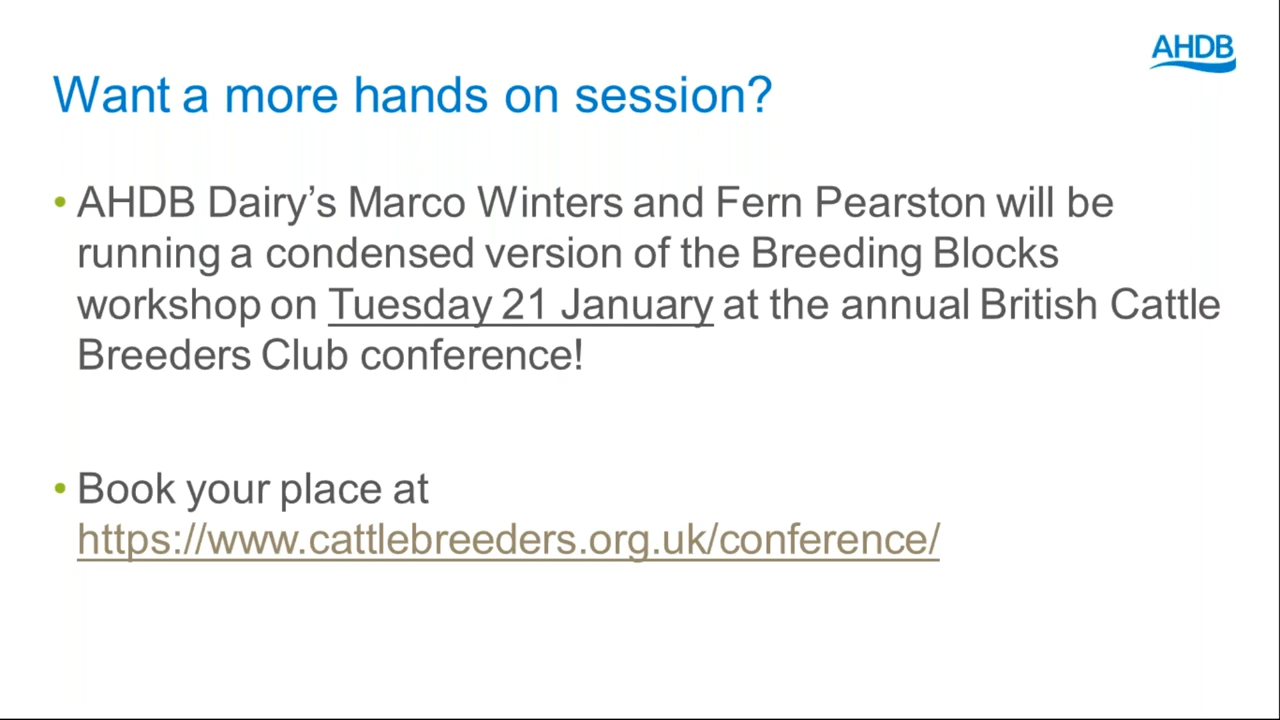 AHDB
Want a more hands on session?
• AHDB Dairy’s Marco Winters and Fern Pearston will be
running a condensed version of the Breeding Blocks
workshop on Tuesday 21 January at the annual British Cattle
Breeders Club conference!
• Book your place at
https://www.cattlebreeders.org.uk/conference/